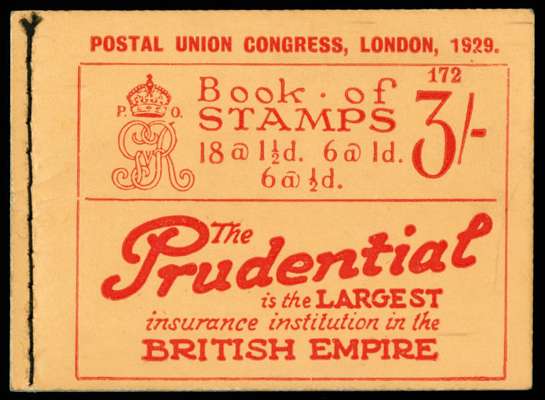 POSTAL UNION CONGRESS, LONDON, 1929.
172
P. O.
GR
Book · of
STAMPS
3/-
18 @ 1½d. 6 @ 1d.
6 @ ½d.
The
Prudential
is the LARGEST
insurance institution in the
BRITISH EMPIRE